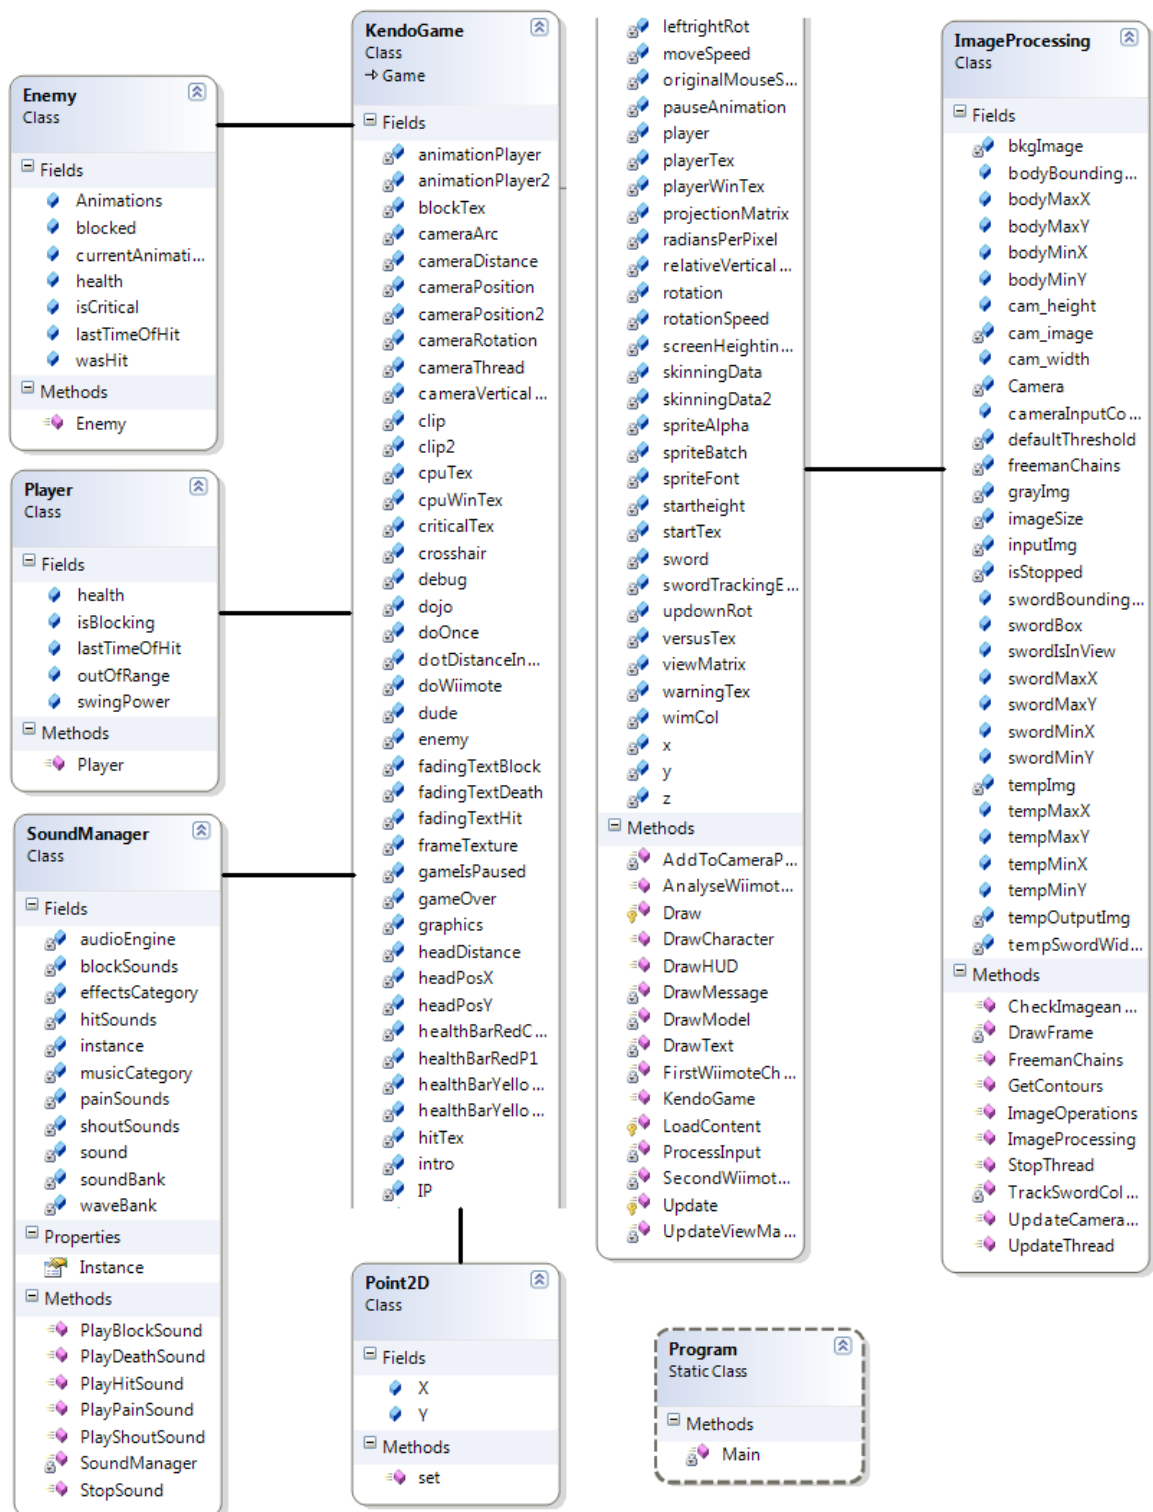 Enemy
Class
Fields
Animations
blocked
currentAnimati...
health
isCritical
lastTimeOfHit
wasHit
Methods
Enemy
Player
Class
Fields
health
isBlocking
lastTimeOfHit
outOfRange
swingPower
Methods
Player
SoundManager
Class
Fields
audioEngine
blockSounds
effectsCategory
hitSounds
instance
musicCategory
painSounds
shoutSounds
sound
soundBank
waveBank
Properties
Instance
Methods
PlayBlockSound
PlayDeathSound
PlayHitSound
PlayPainSound
PlayShoutSound
SoundManager
StopSound
KendoGame
Class
Game
Fields
animationPlayer
animationPlayer2
blockTex
cameraArc
cameraDistance
cameraPosition
cameraPosition2
cameraRotation
cameraThread
cameraVertical...
clip
clip2
cpuTex
cpuWinTex
criticalTex
crosshair
debug
dojo
doOnce
dotDistanceIn...
doWiimote
dude
enemy
fadingTextBlock
fadingTextDeath
fadingTextHit
frameTexture
gameIsPaused
gameOver
graphics
headDistance
headPosX
headPosY
healthBarRedC...
healthBarRedP1
healthBarYello...
healthBarYello...
hitTex
intro
IP
leftrightRot
moveSpeed
originalMouseS...
pauseAnimation
player
playerTex
playerWinTex
projectionMatrix
radiansPerPixel
relativeVertical...
rotation
rotationSpeed
screenHeightin...
skinningData
skinningData2
spriteAlpha
spriteBatch
spriteFont
startheight
startTex
sword
swordTrackingE...
updownRot
versusTex
viewMatrix
warningTex
wimCol
x
y
z
Methods
AddToCameraP...
AnalyseWiimot...
Draw
DrawCharacter
DrawHUD
DrawMessage
DrawModel
DrawText
FirstWiimoteCh...
KendoGame
LoadContent
ProcessInput
SecondWiimot...
Update
UpdateViewMa...
Point2D
Class
Fields
X
Y
Methods
set
Program
Static Class
Methods
Main
ImageProcessing
Class
Fields
bkgImage
bodyBounding...
bodyMaxX
bodyMaxY
bodyMinX
bodyMinY
cam_height
cam_image
cam_width
Camera
cameraInputCo...
defaultThreshold
freemanChains
grayImg
imageSize
inputImg
isStopped
swordBounding...
swordBox
swordIsInView
swordMaxX
swordMaxY
swordMinX
swordMinY
tempImg
tempMaxX
tempMaxY
tempMinX
tempMinY
tempOutputImg
tempSwordWid...
Methods
CheckImagean...
DrawFrame
FreemanChains
GetContours
ImageOperations
ImageProcessing
StopThread
TrackSwordCol...
UpdateCamera...
UpdateThread